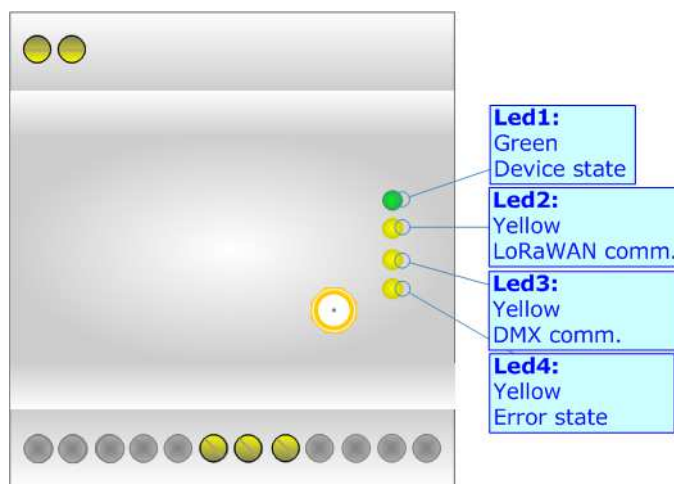 Led1:
Green
Device state
Led2:
Yellow
LoRaWAN comm.
Led3:
Yellow
DMX comm.
Led4:
Yellow
Error state